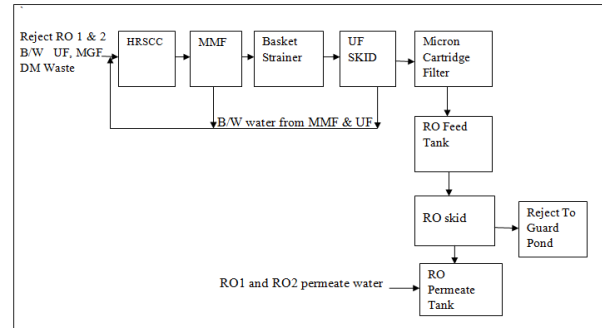 Reject RO 1 & 2
B/W UF, MGF
DM Waste
HRSCC
MMF
Basket
Strainer
UF
SKID
Micron
Cartridge
Filter
B/W water from MMF & UF
RO Feed
Tank
RO skid
Reject To
Guard
Pond
RO1 and RO2 permeate water
RO
Permeate
Tank